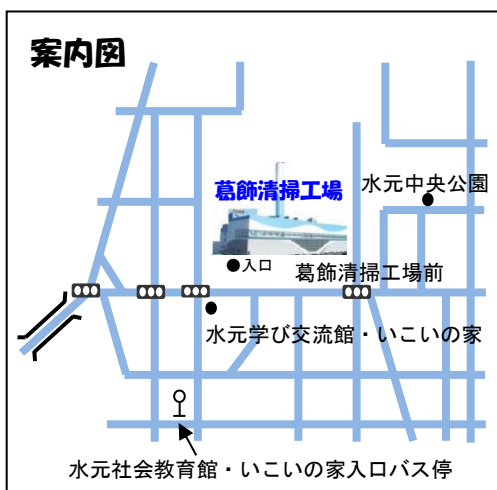 案内図
葛飾清掃工場
水元中央公園
入口
葛飾清掃工場前
水元学び交流館・いこいの家
水元社会教育館・いこいの家入口バス停